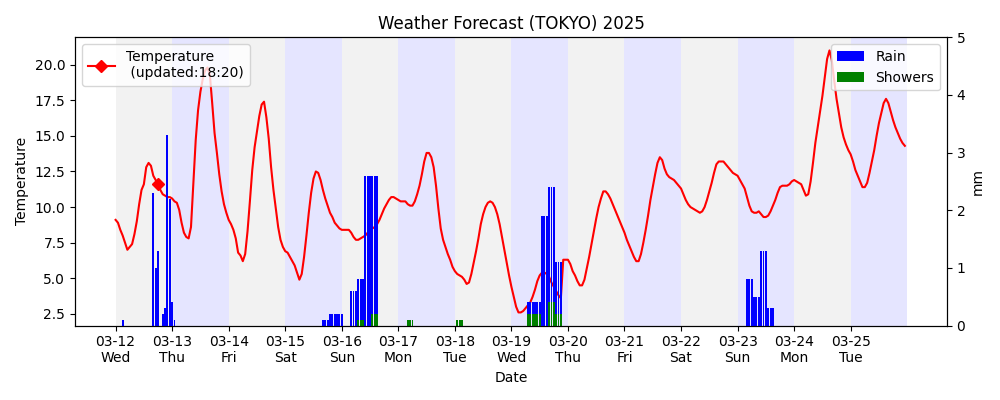 Weather Forecast (TOKYO) 2025
Temperature
(updated:18:20)
Rain
Showers
Temperature
20.0
17.5
15.0
12.5
10.0
7.5
5.0
2.5
5
4
3
2
1
0
mm
03-12 03-13 03-14 03-15 03-16 03-17 03-18 03-19 03-20 03-21 03-22 03-23 03-24 03-25
Wed Thu Fri Sat Sun Mon Tue Wed Thu Fri Sat Sun Mon Tue
Date